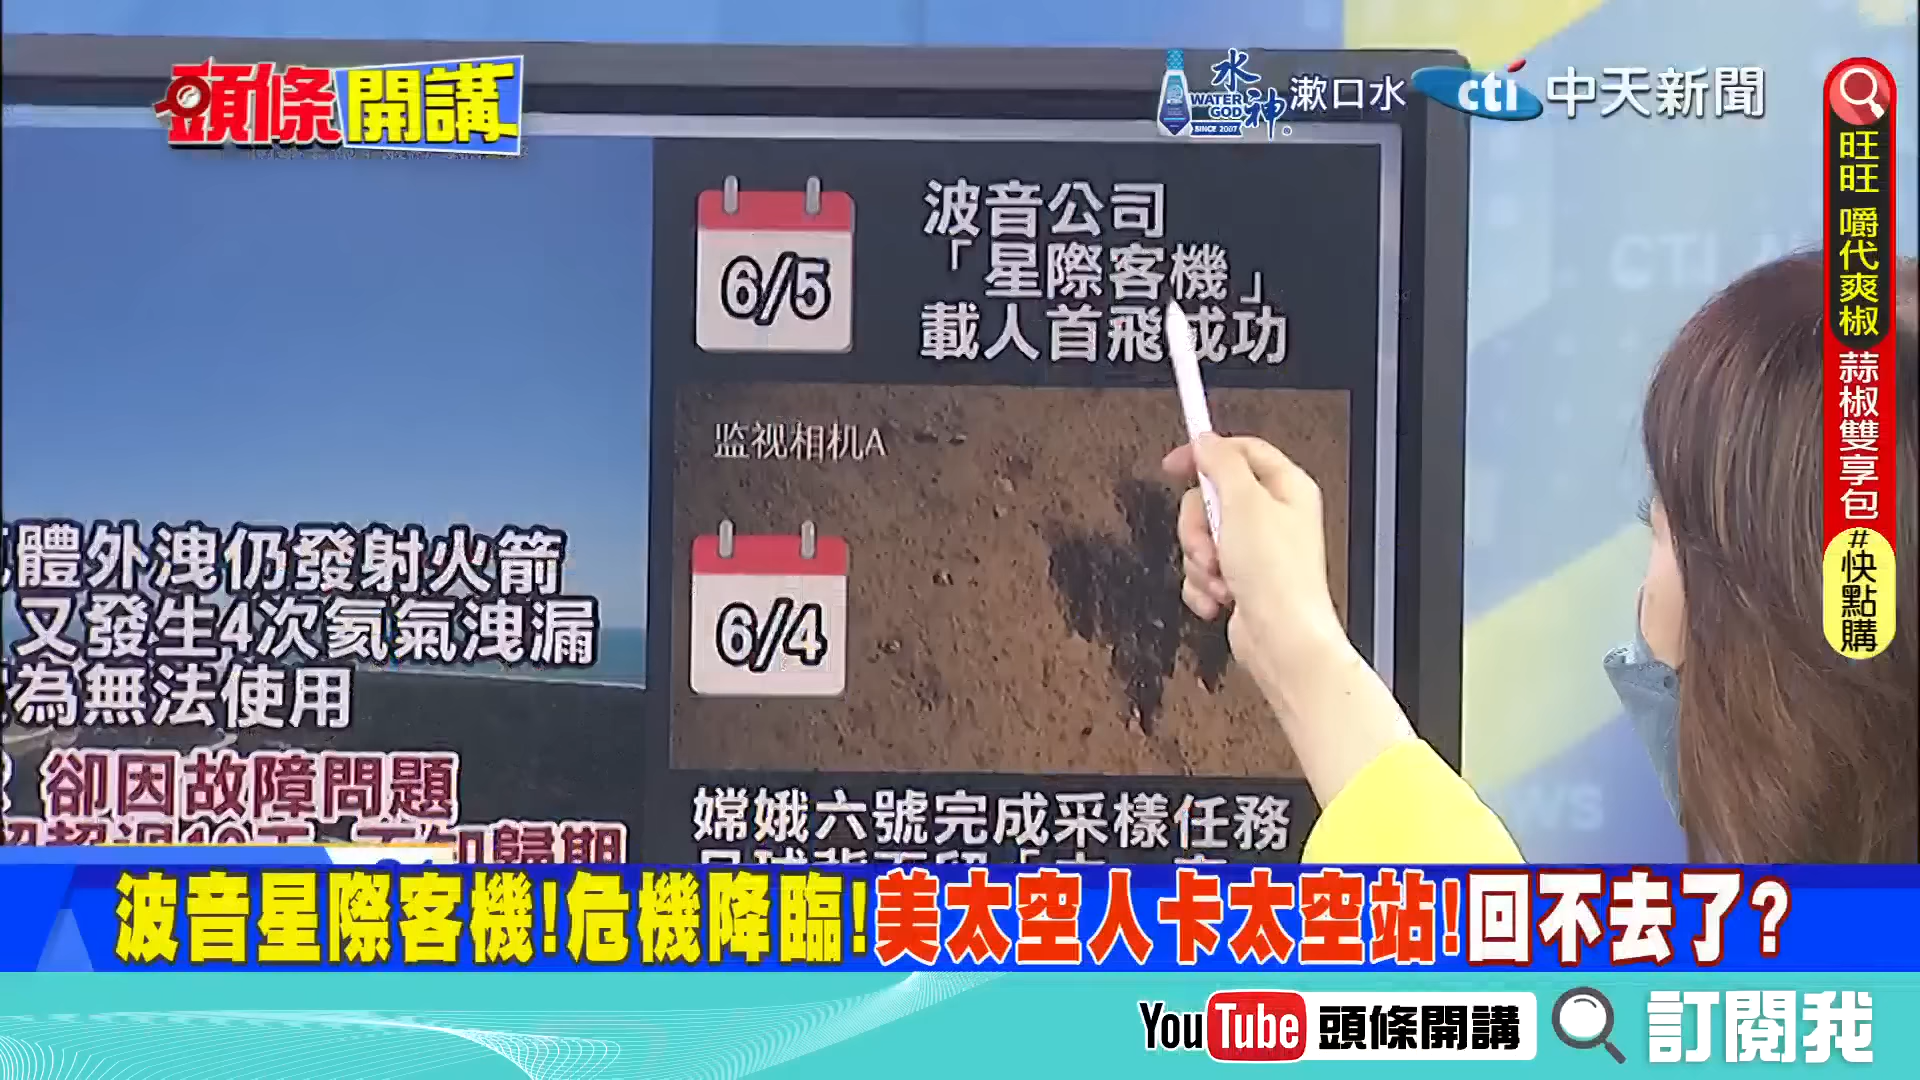 頭條開講
水神
WATER GOD
SINCE 2007
漱口水
cti 中天新聞
旺旺 嚼代爽椒 蒜椒雙享包 #快點購
6/5
波音公司
「星際客機」
載人首飛成功
监视相机A
6/4
嫦娥六號完成采樣任務
體外洩仍發射火箭
又發生4次氦氣洩漏
為無法使用
卻因故障問題
波音星際客機!危機降臨!美太空人卡太空站!回不去了?
YouTube 頭條開講 訂閱我